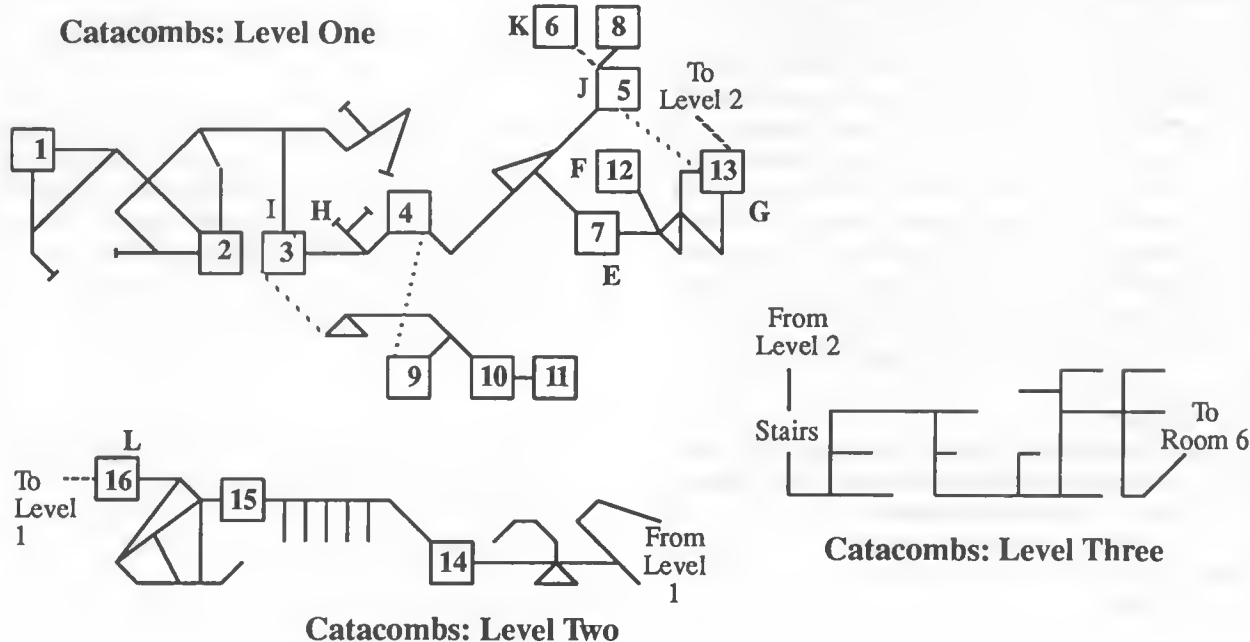 Catacombs: Level One
K 6 8
J 5
To
Level 2
1
F 12 13
I H 4
G
2 3 7
E
From
Level 2
9 10 11
Stairs
To
Room 6
L
To
Level
1
16 15
14
From
Level
1
Catacombs: Level Three
Catacombs: Level Two